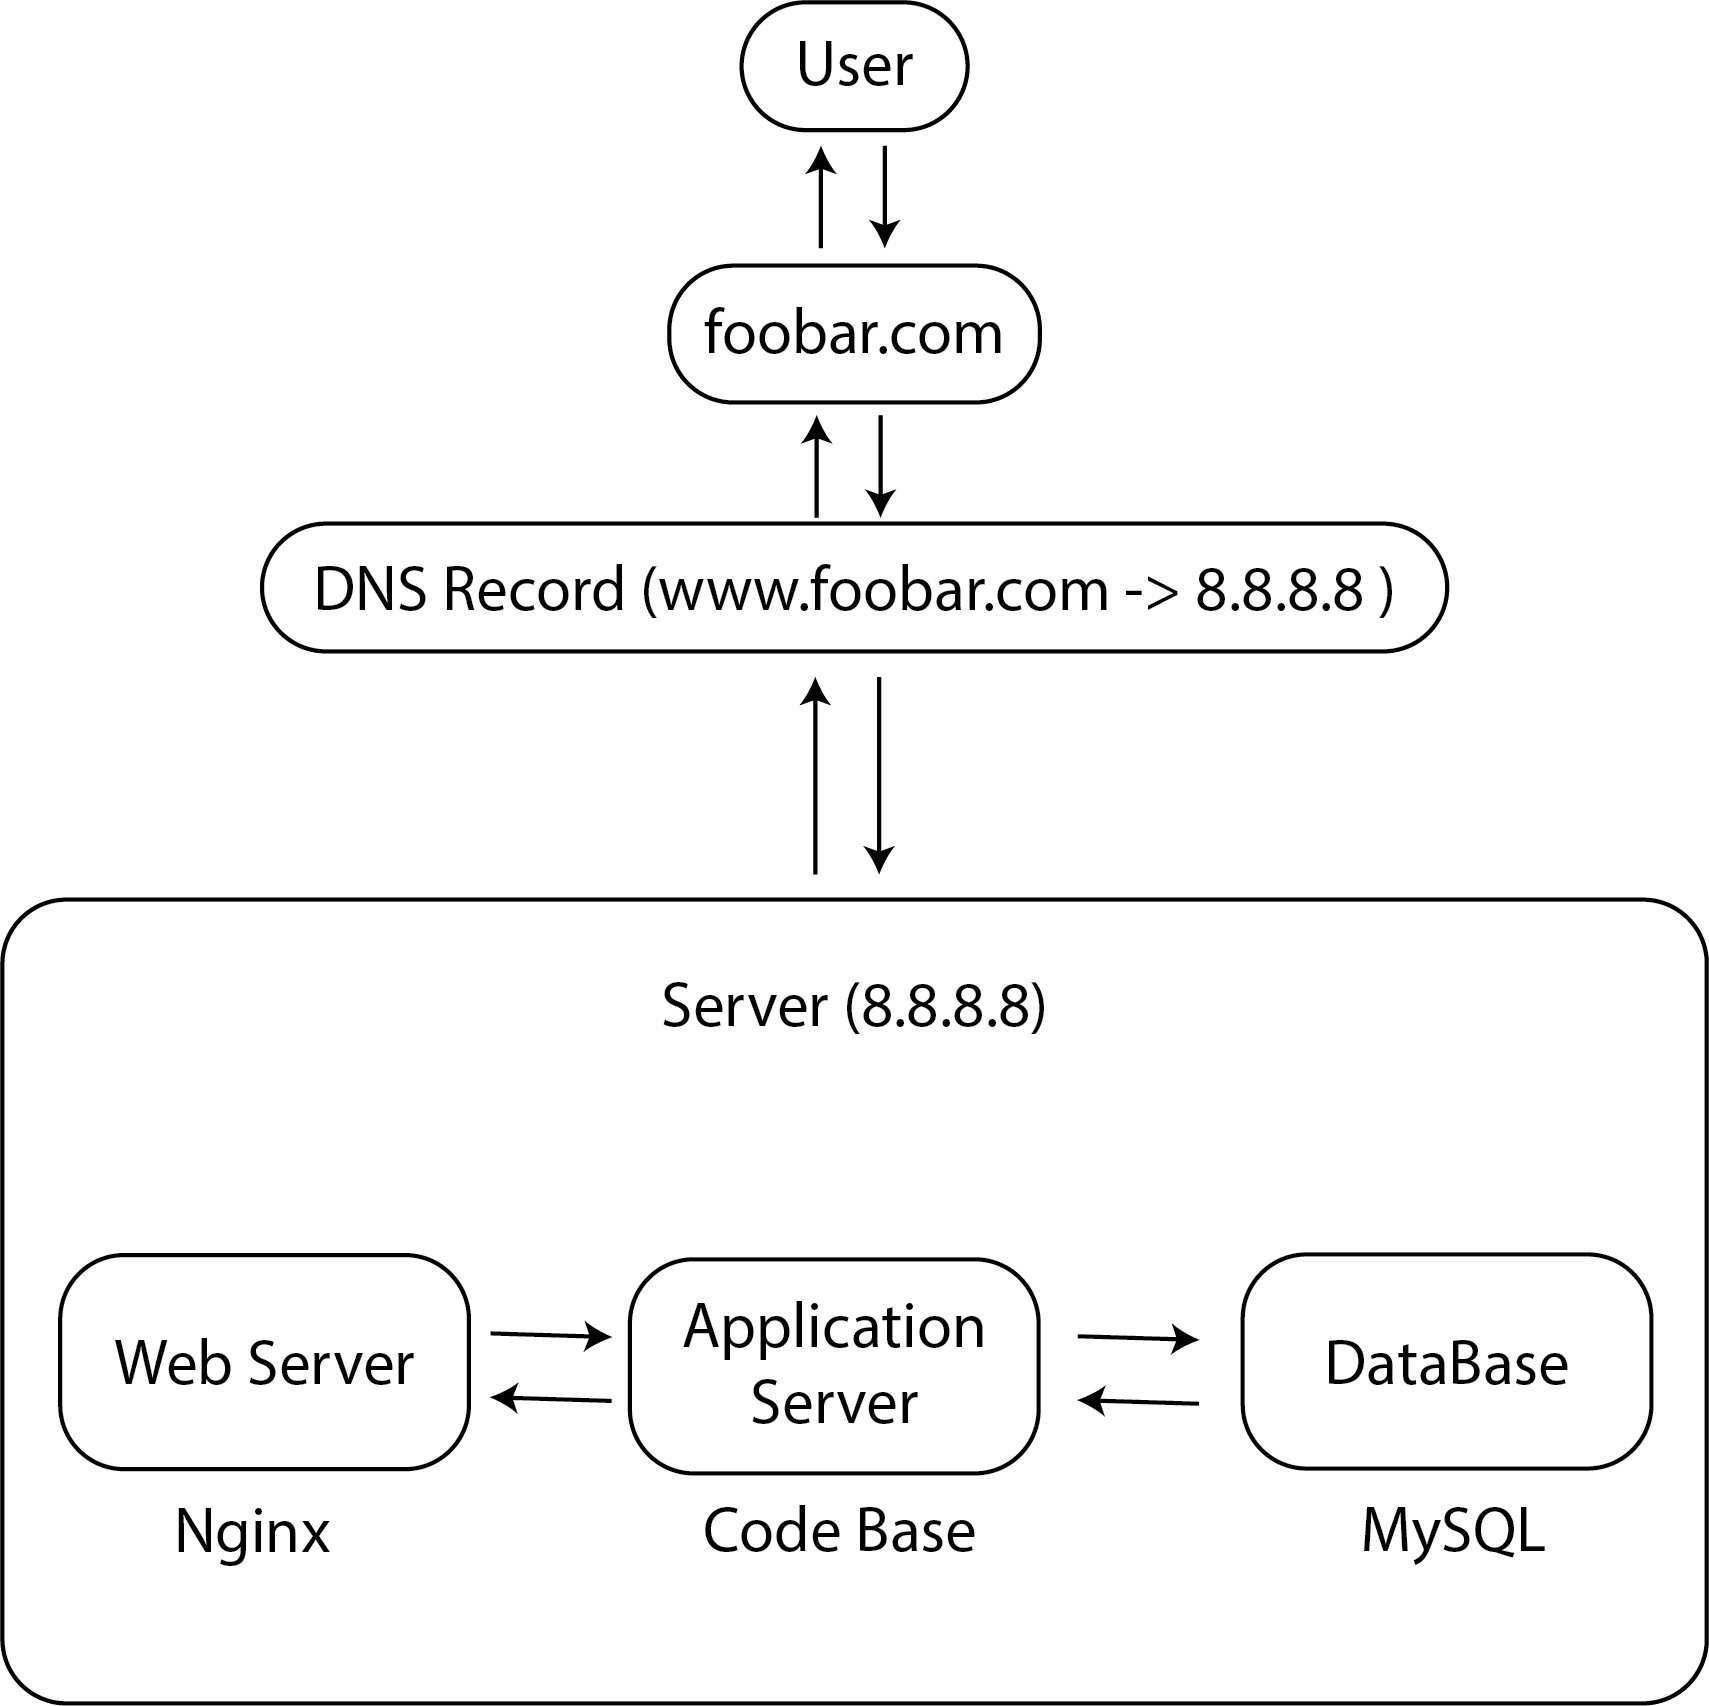 User
foobar.com
DNS Record (www.foobar.com -> 8.8.8.8 )
Server (8.8.8.8)
Web Server
Application
Server
DataBase
Nginx
Code Base
MySQL